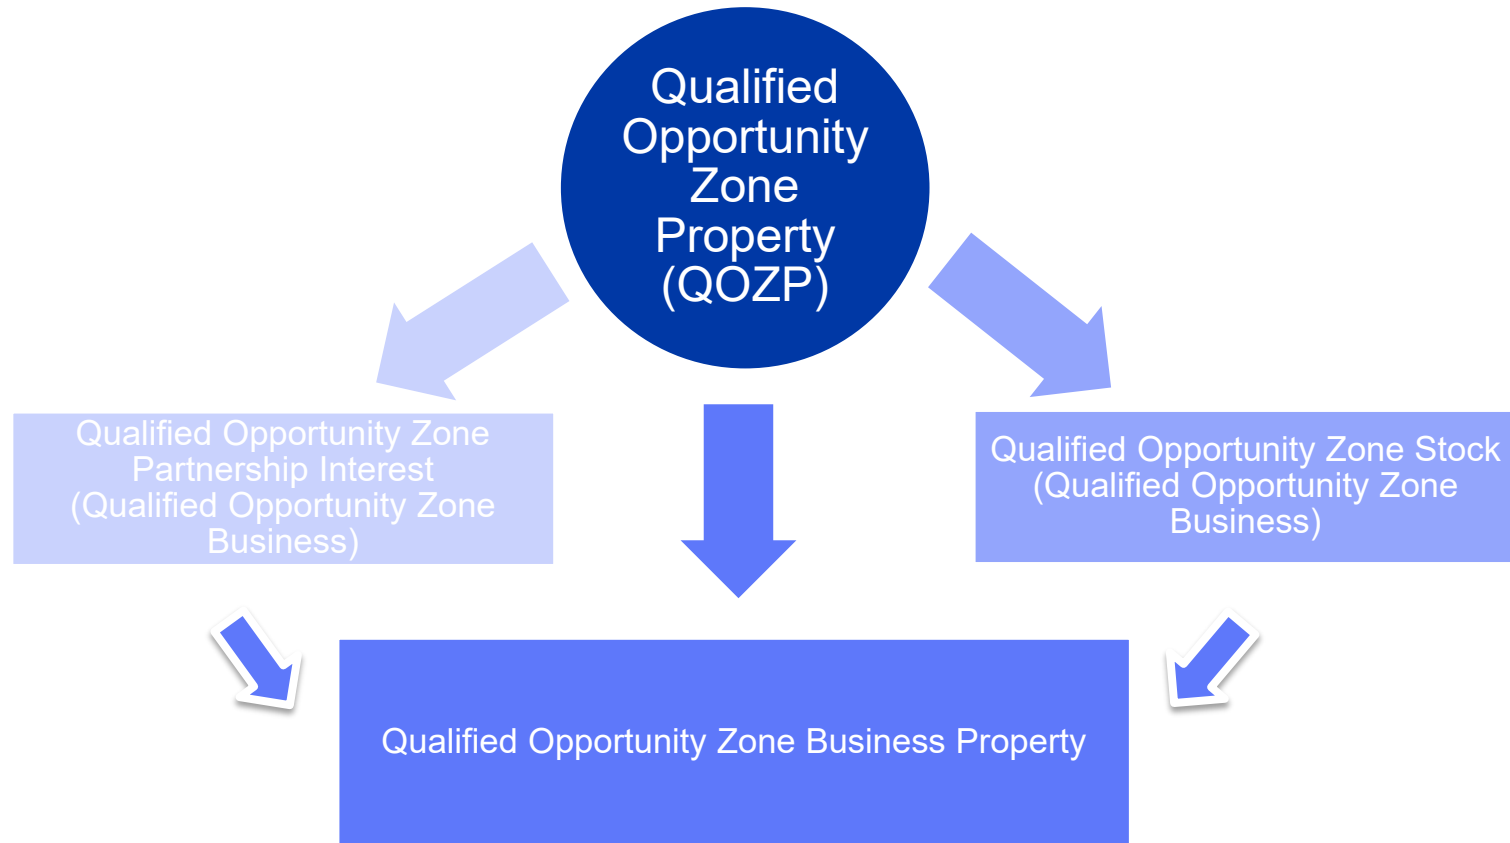 Qualified
Opportunity
Zone
Property
(QOZP)
Qualified Opportunity Zone
Partnership Interest
(Qualified Opportunity Zone
Business)
Qualified Opportunity Zone Stock
(Qualified Opportunity Zone
Business)
Qualified Opportunity Zone Business Property